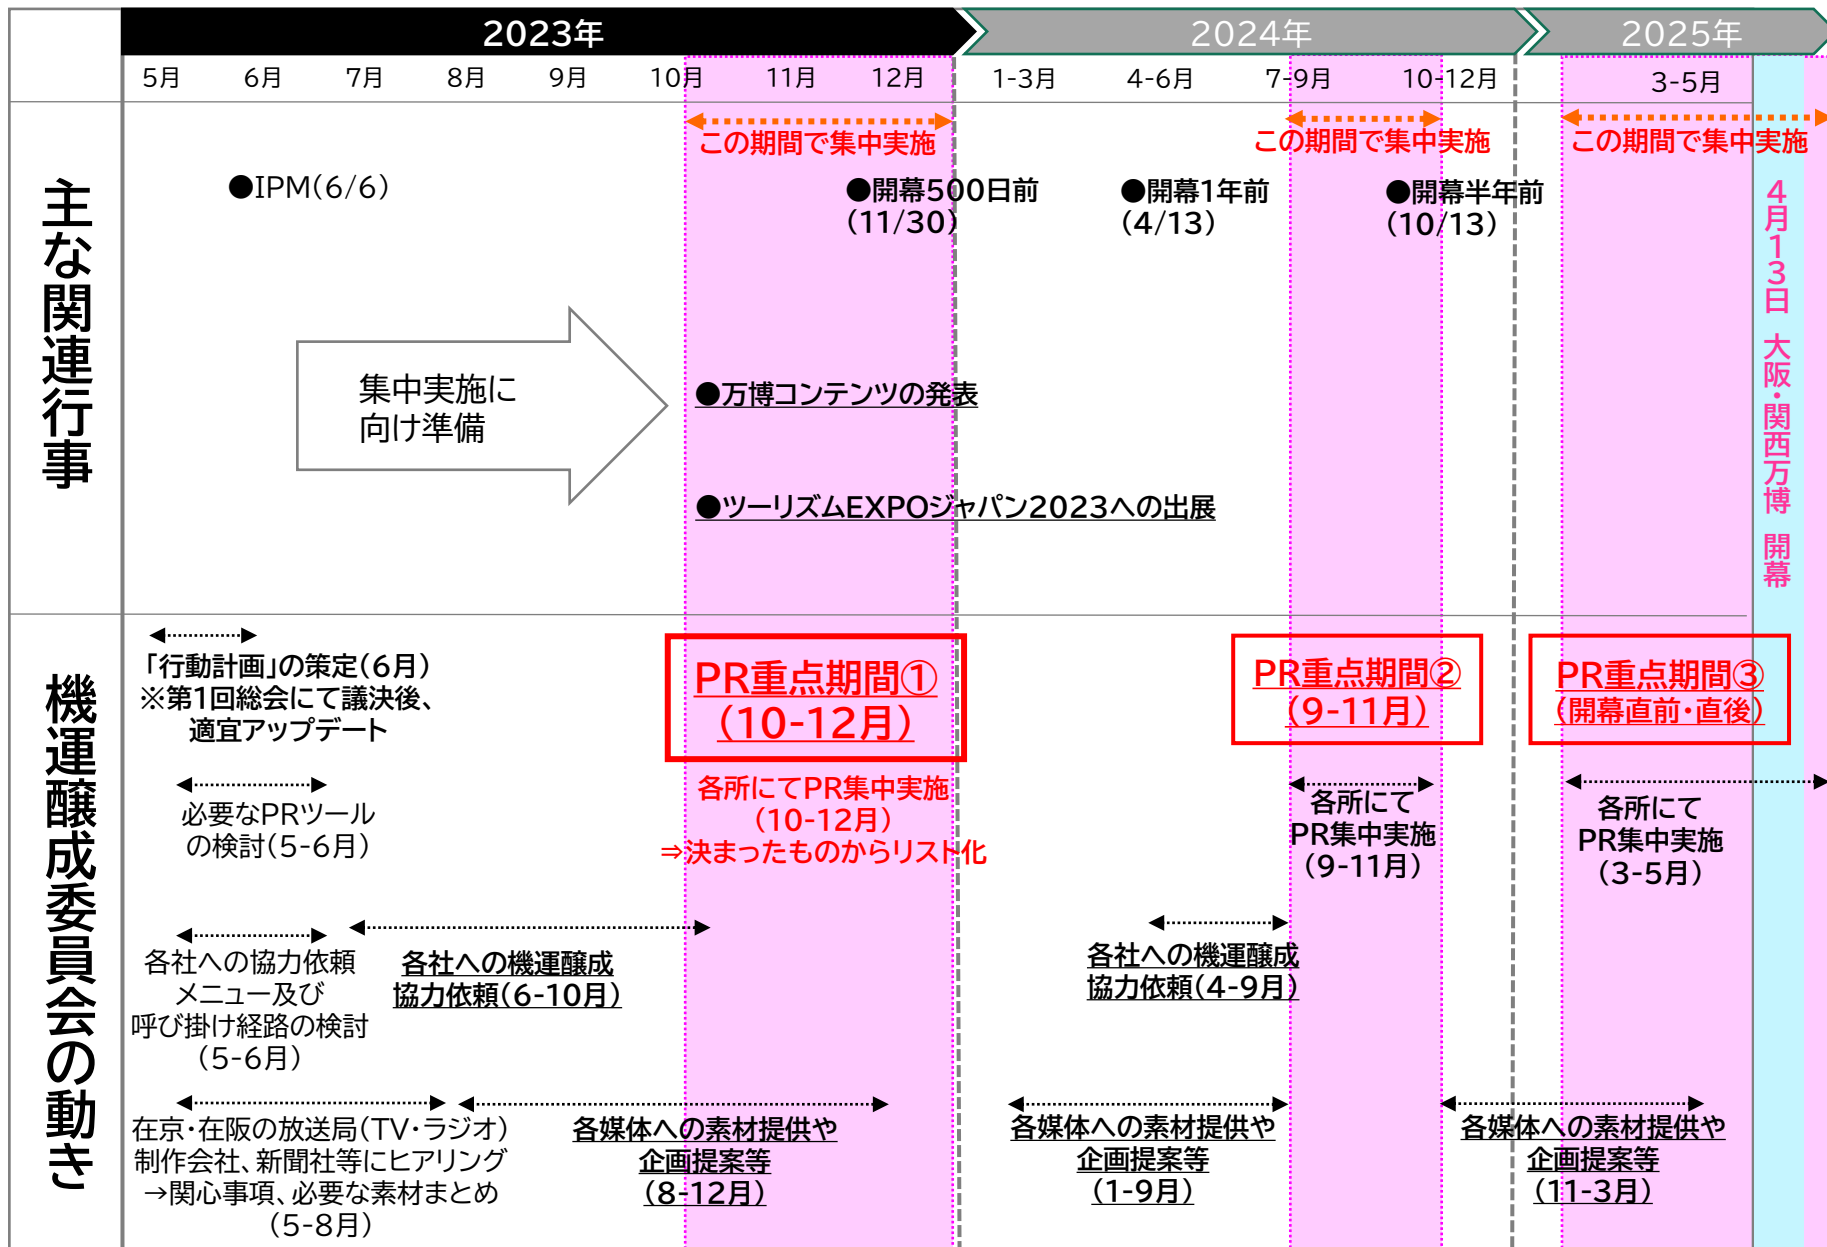 2023年
2024年
2025年
5月
6月
7月
8月
9月
10月
11月
12月
1-3月
4-6月
7-9月
10-12月
3-5月
主な関連行事
この期間で集中実施
この期間で集中実施
この期間で集中実施
●IPM(6/6)
●開幕500日前
(11/30)
●開幕1年前
(4/13)
●開幕半年前
(10/13)
4月13日 大阪・関西万博 開幕
集中実施に
向け準備
●万博コンテンツの発表
●ツーリズムEXPOジャパン2023への出展
機運醸成委員会の動き
「行動計画」の策定(6月)
※第1回総会にて議決後、
適宜アップデート
PR重点期間①
(10-12月)
PR重点期間②
(9-11月)
PR重点期間③
(開幕直前・直後)
必要なPRツール
の検討(5-6月)
各所にてPR集中実施
(10-12月)
⇒決まったものからリスト化
各所にて
PR集中実施
(9-11月)
各所にて
PR集中実施
(3-5月)
各社への協力依頼
メニュー及び
呼び掛け経路の検討
(5-6月)
各社への機運醸成
協力依頼(6-10月)
各社への機運醸成
協力依頼(4-9月)
在京・在阪の放送局(TV・ラジオ)
制作会社、新聞社等にヒアリング
→関心事項、必要な素材まとめ
(5-8月)
各媒体への素材提供や
企画提案等
(8-12月)
各媒体への素材提供や
企画提案等
(1-9月)
各媒体への素材提供や
企画提案等
(11-3月)